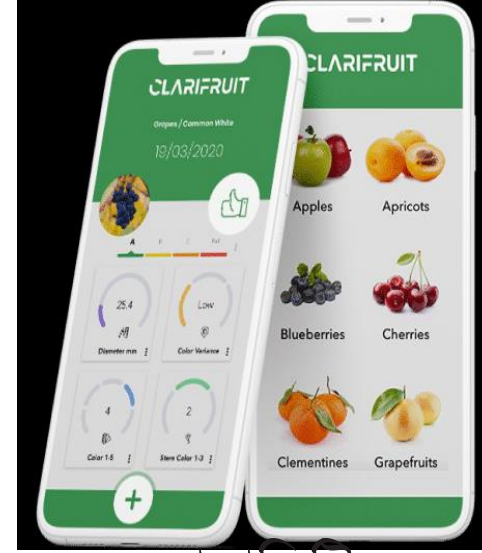 CLARIFRUIT
Grapes / Common White
19/03/2020
A
B
C
Fail
25.4
Diameter mm
Low
Color Variance
4
Color 1-5
2
Stem Color 1-3
+
CLARIFRUIT
Apples
Apricots
Blueberries
Cherries
Clementines
Grapefruits